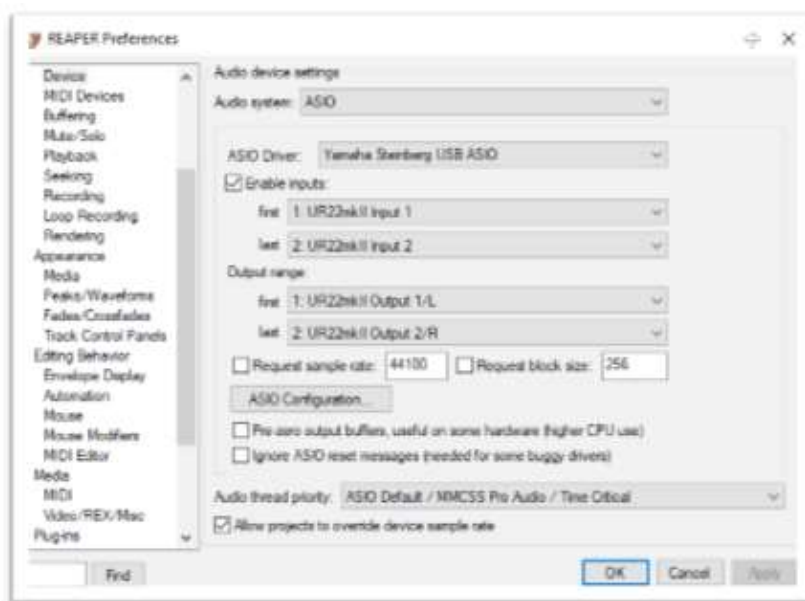 REAPER Preferences
Device
MIDI Devices
Buffering
Mute/Solo
Playback
Seeking
Recording
Loop Recording
Rendering
Appearance
Media
Peaks/Waveforms
Fades/Crossfades
Track Control Panels
Editing Behavior
Envelope Display
Automation
Mouse
Mouse Modifiers
MIDI Editor
Media
MIDI
Video/REX/Misc
Plug-ins
Find
Audio device settings
Audio system: ASIO
ASIO Driver: Yamaha Steinberg USB ASIO
Enable inputs:
first 1: UR22mkII Input 1
last 2: UR22mkII Input 2
Output range:
first 1: UR22mkII Output 1/L
last 2: UR22mkII Output 2/R
Request sample rate: 44100 Request block size: 256
ASIO Configuration...
Pre-zero output buffers, useful on some hardware (higher CPU use)
Ignore ASIO reset messages (needed for some buggy drivers)
Audio thread priority: ASIO Default / MMCSS Pro Audio / Time Critical
Allow projects to override device sample rate
OK Cancel Apply